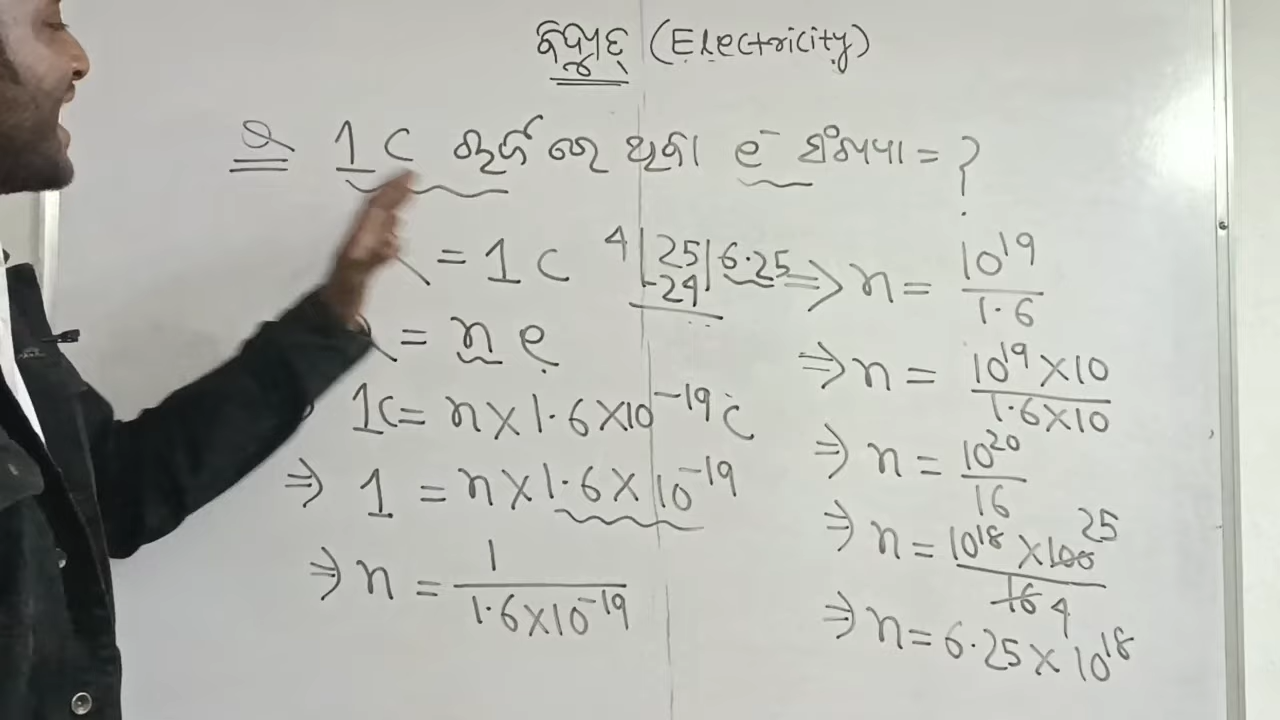 ବିଦ୍ୟୁତ୍ (Electricity)
Q 1 C ଚାର୍ଜ ରେ ଥିବା e⁻ ସଂଖ୍ୟା = ?
= 1 C
= n e
1C = n × 1.6 × 10⁻¹⁹ C
⇒ 1 = n × 1.6 × 10⁻¹⁹
⇒ n = 1 / 1.6 × 10⁻¹⁹
4 | 25 | 6.25
-24
⇒ n = 10¹⁹ / 1.6
⇒ n = 10¹⁹ × 10 / 1.6 × 10
⇒ n = 10²⁰ / 16
⇒ n = 10¹⁸ × 100 25 / 16 4
⇒ n = 6.25 × 10¹⁸